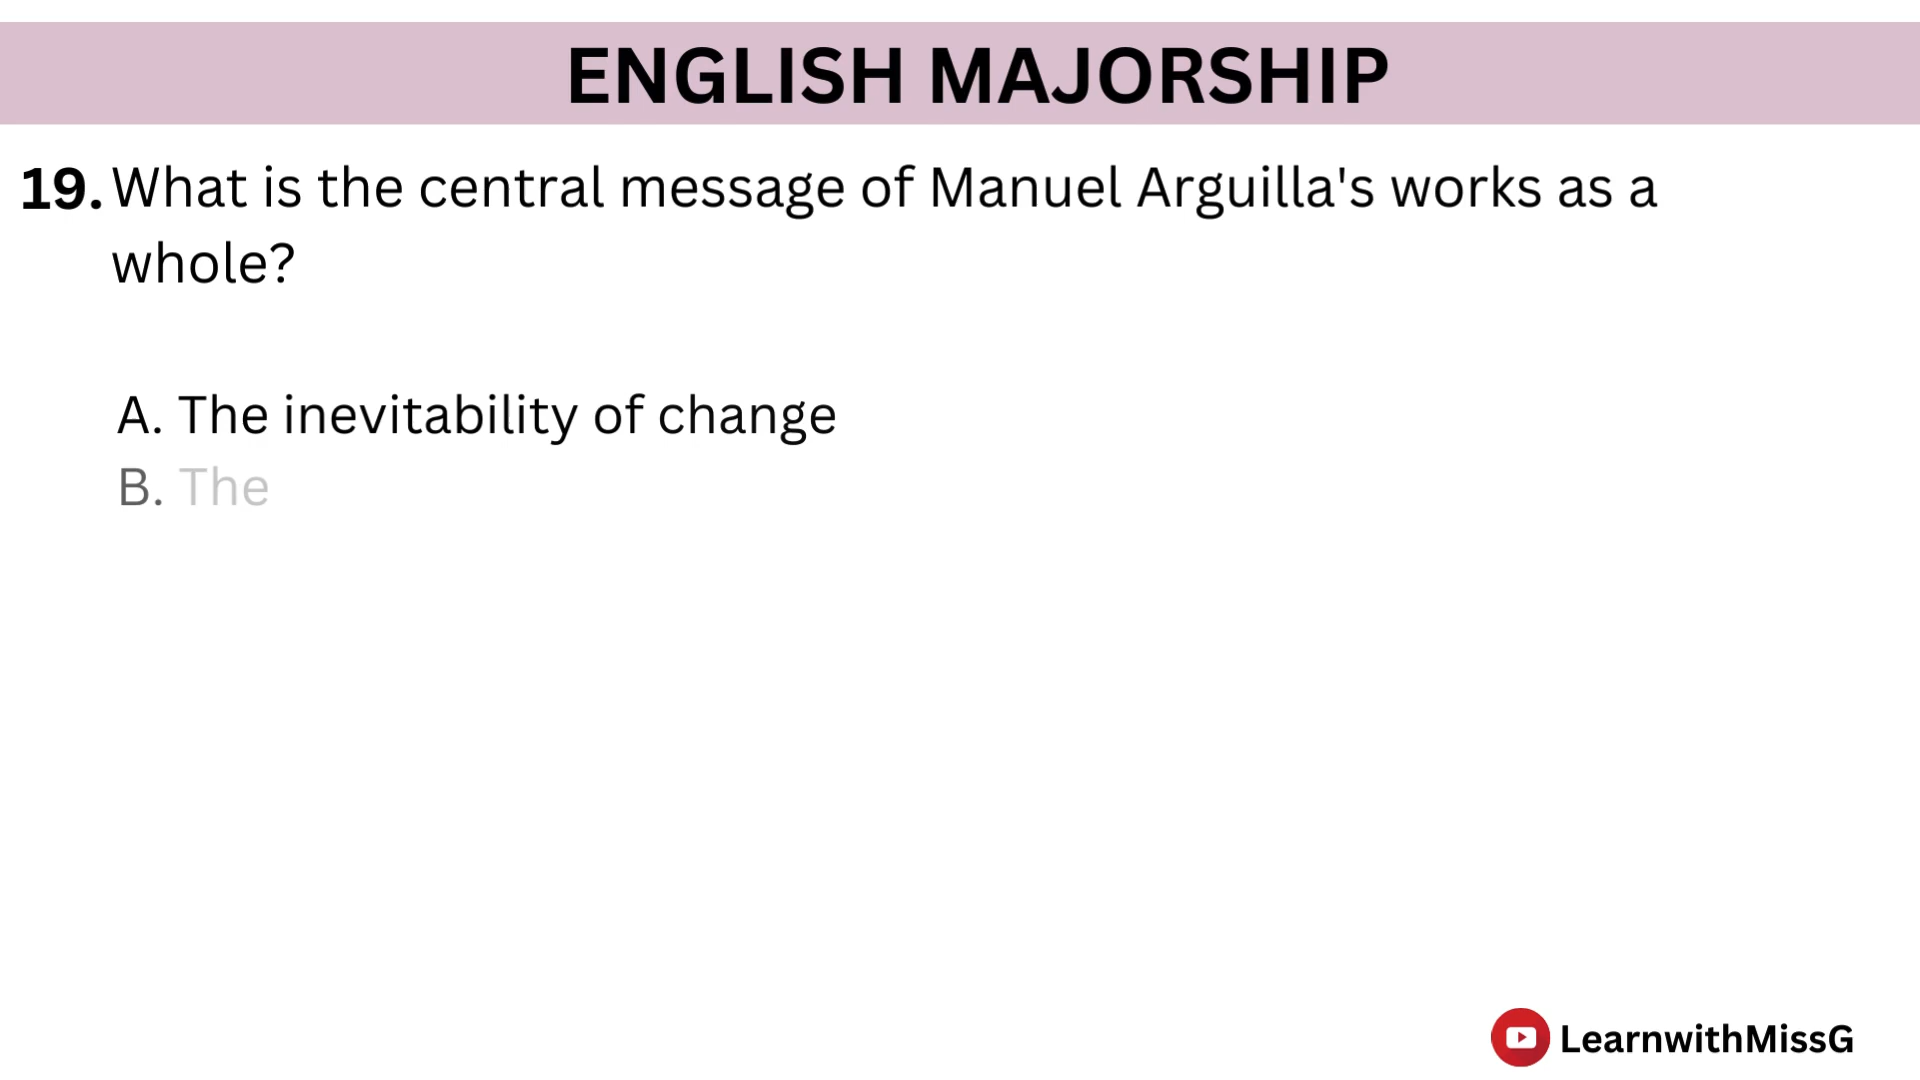 ENGLISH MAJORSHIP
19. What is the central message of Manuel Arguilla's works as a
whole?
A. The inevitability of change
B. The
LearnwithMissG